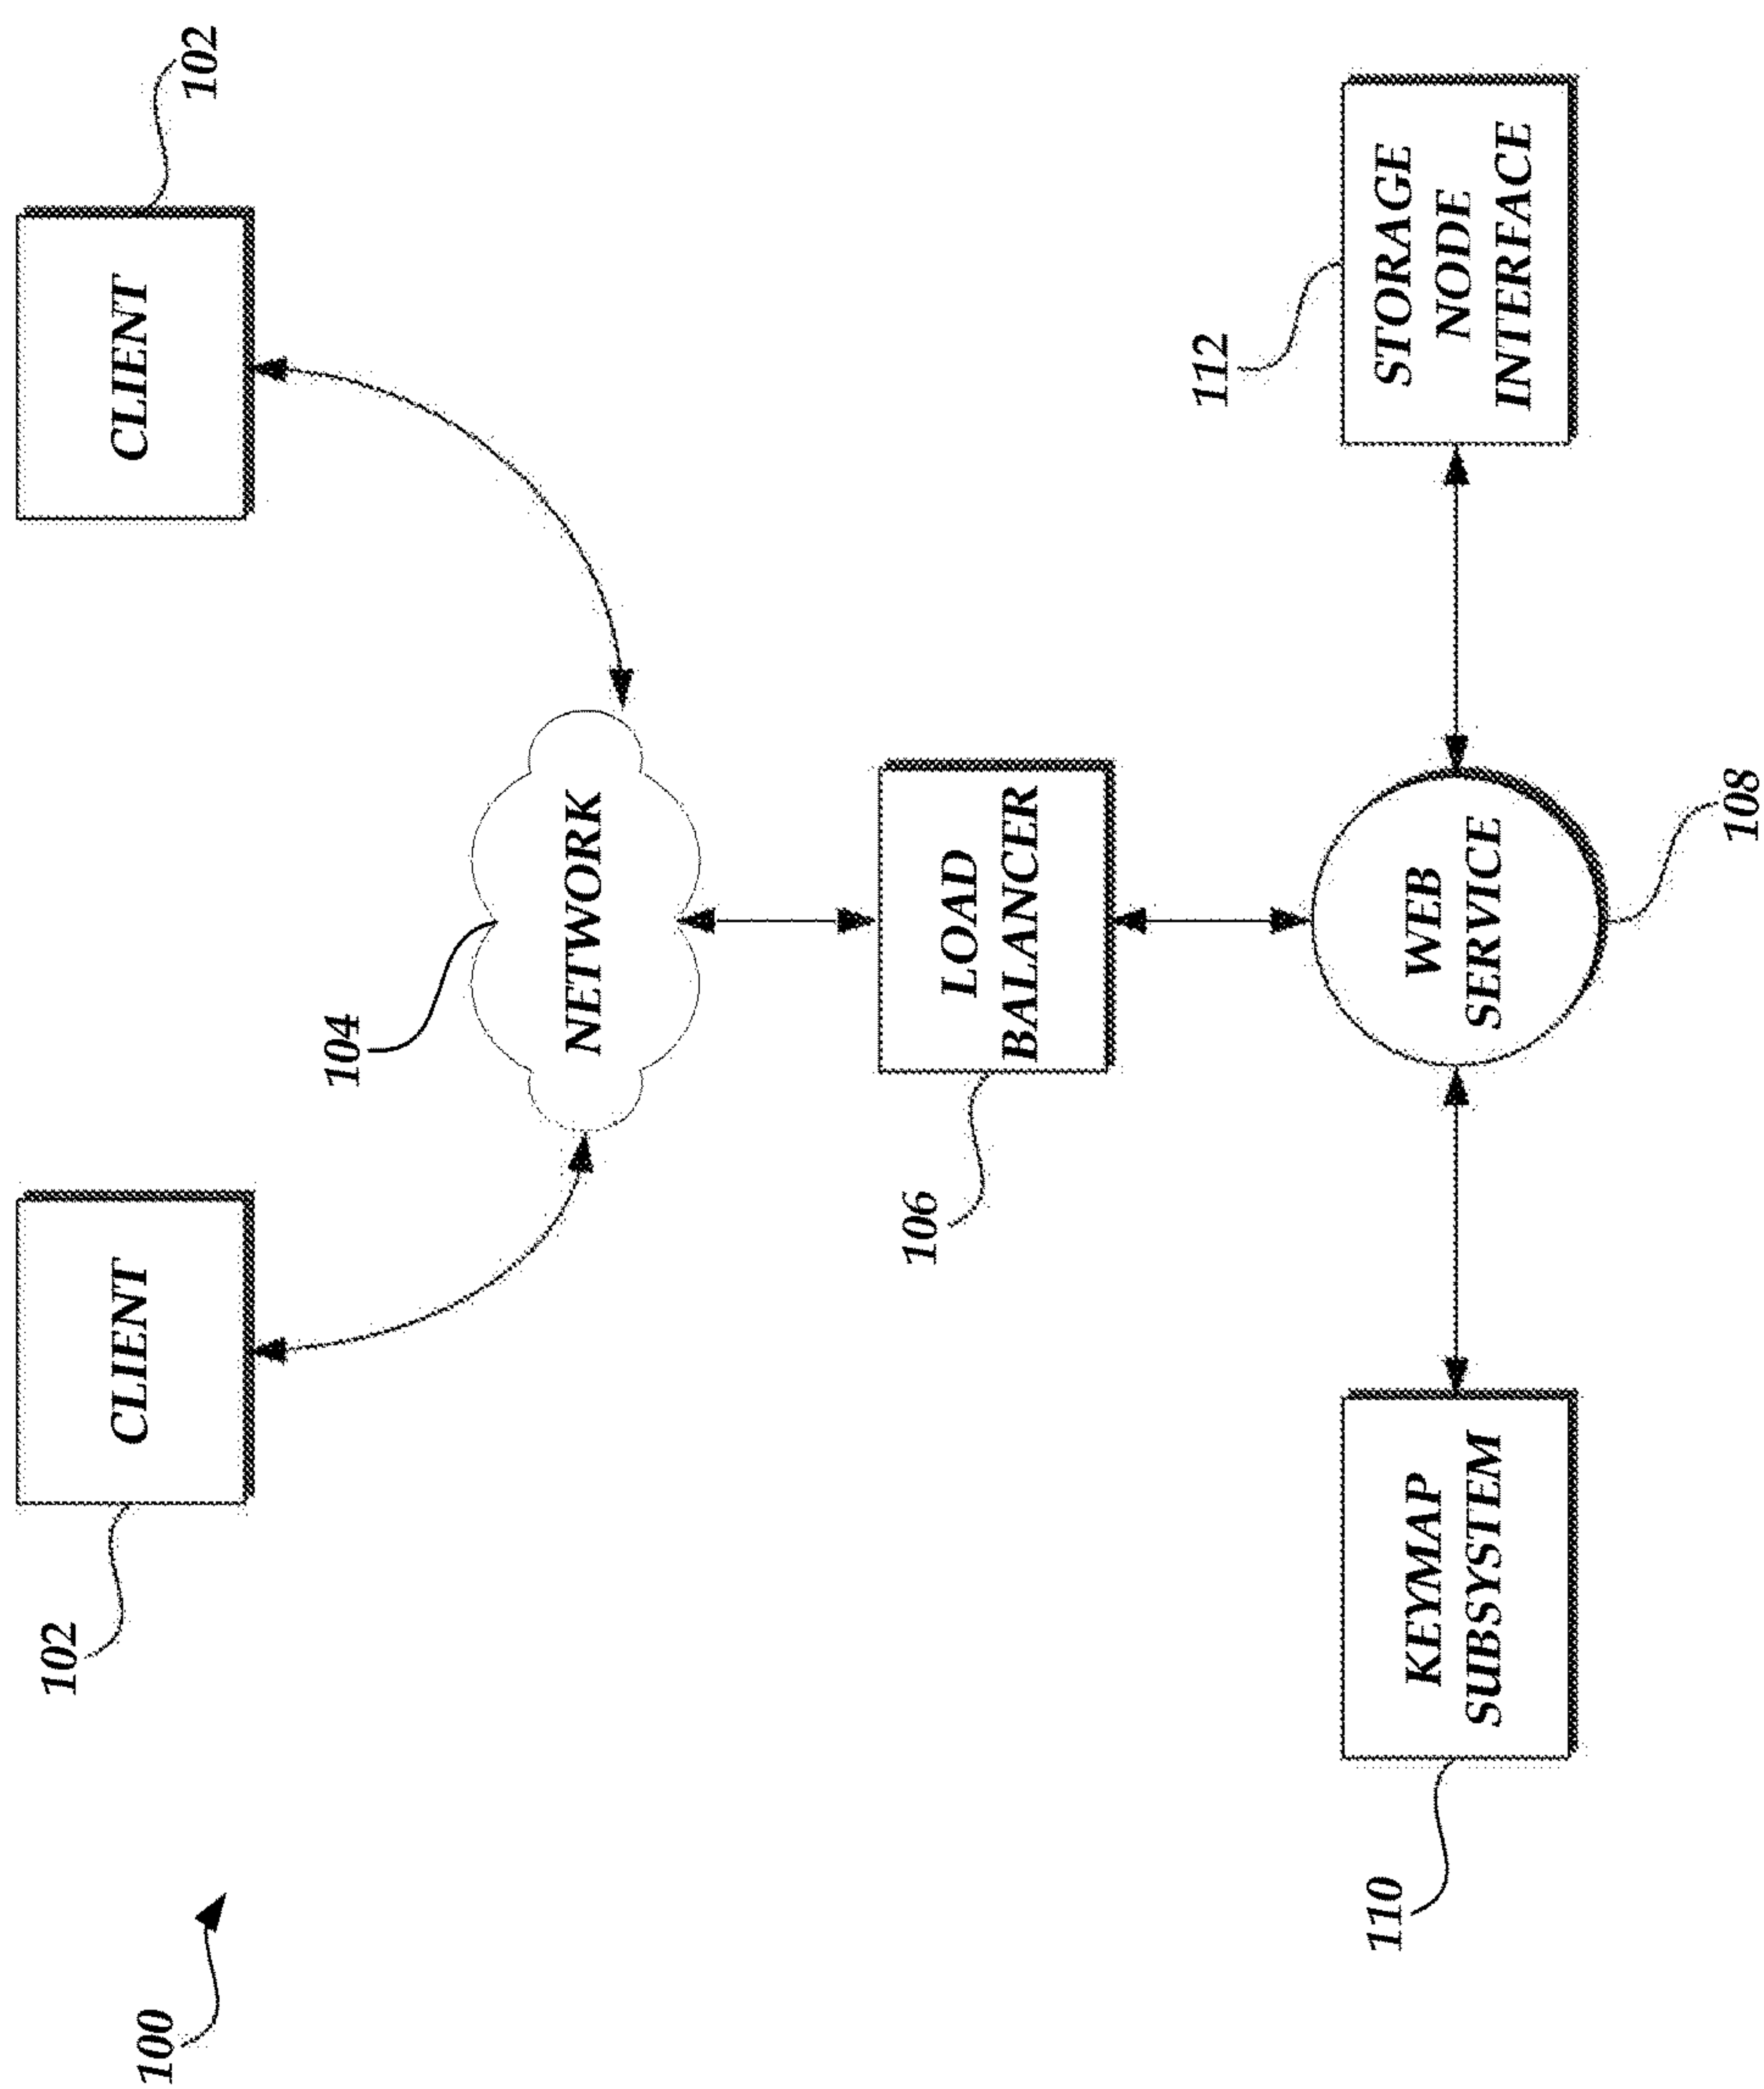 100
102
CLIENT
CLIENT
102
104
NETWORK
106
LOAD
BALANCER
112
110
KEYMAP
SUBSYSTEM
WEB
SERVICE
STORAGE
NODE
INTERFACE
108